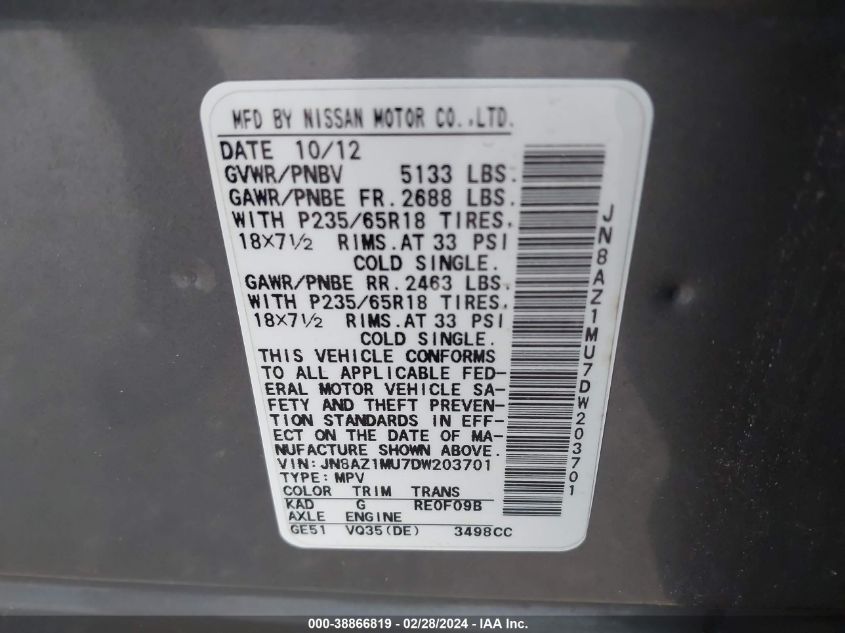 MFD BY NISSAN MOTOR CO.,LTD.
DATE 10/12
GVWR/PNBV 5133 LBS.
GAWR/PNBE FR. 2688 LBS.
WITH P235/65R18 TIRES,
18×7½ RIMS.AT 33 PSI
COLD SINGLE.
GAWR/PNBE RR. 2463 LBS.
WITH P235/65R18 TIRES,
18×7½ RIMS.AT 33 PSI
COLD SINGLE.
THIS VEHICLE CONFORMS
TO ALL APPLICABLE FED-
ERAL MOTOR VEHICLE SA-
FETY AND THEFT PREVEN-
TION STANDARDS IN EFF-
ECT ON THE DATE OF MA-
NUFACTURE SHOWN ABOVE.
VIN: JN8AZ1MU7DW203701
TYPE: MPV
COLOR TRIM TRANS
KAD G RE0F09B
AXLE ENGINE
GE51 VQ35(DE) 3498CC
JN8AZ1MU7DW203701
000-38866819 - 02/28/2024 - IAA Inc.